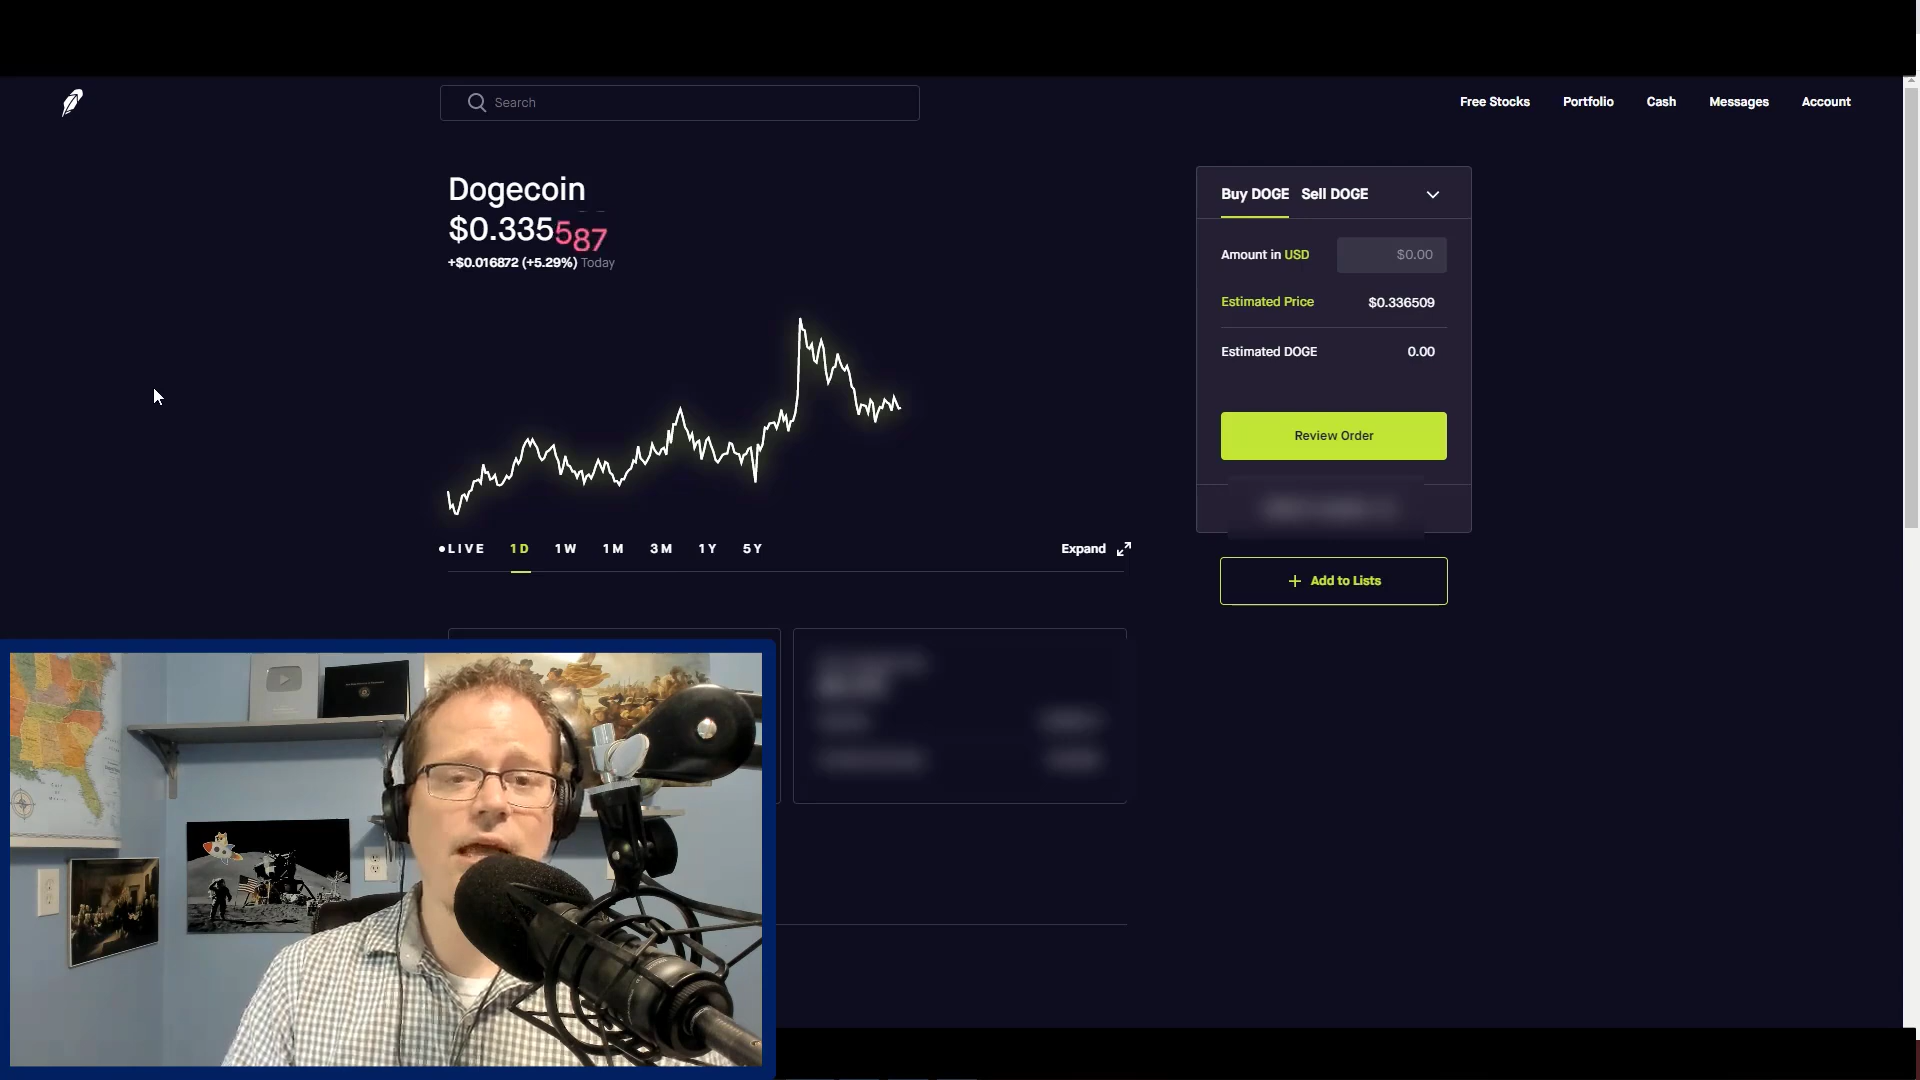 Search
Free Stocks
Portfolio
Cash
Messages
Account
Dogecoin
$0.335587
+$0.016872 (+5.29%) Today
Buy DOGE
Sell DOGE
Amount in USD
$0.00
Estimated Price
$0.336509
Estimated DOGE
0.00
Review Order
LIVE
1D
1W
1M
3M
1Y
5Y
Expand
+ Add to Lists